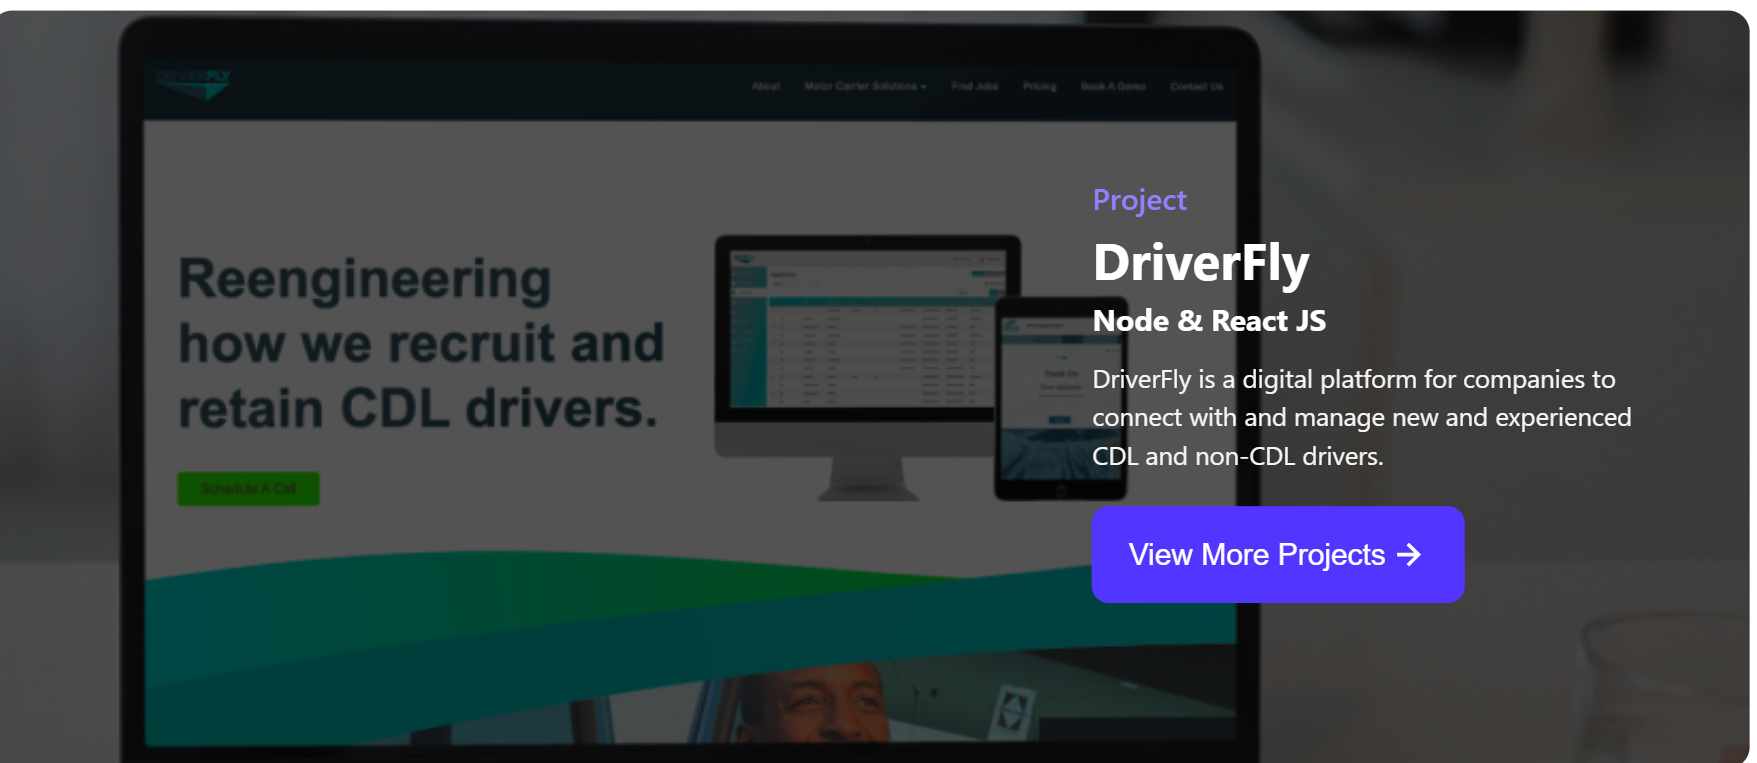 DRIVERFLY
About Motor Carrier Solutions Find Jobs Pricing Book A Demo Contact Us
Reengineering
how we recruit and
retain CDL drivers.
Schedule A Call
Project
DriverFly
Node & React JS
DriverFly is a digital platform for companies to
connect with and manage new and experienced
CDL and non-CDL drivers.
View More Projects →